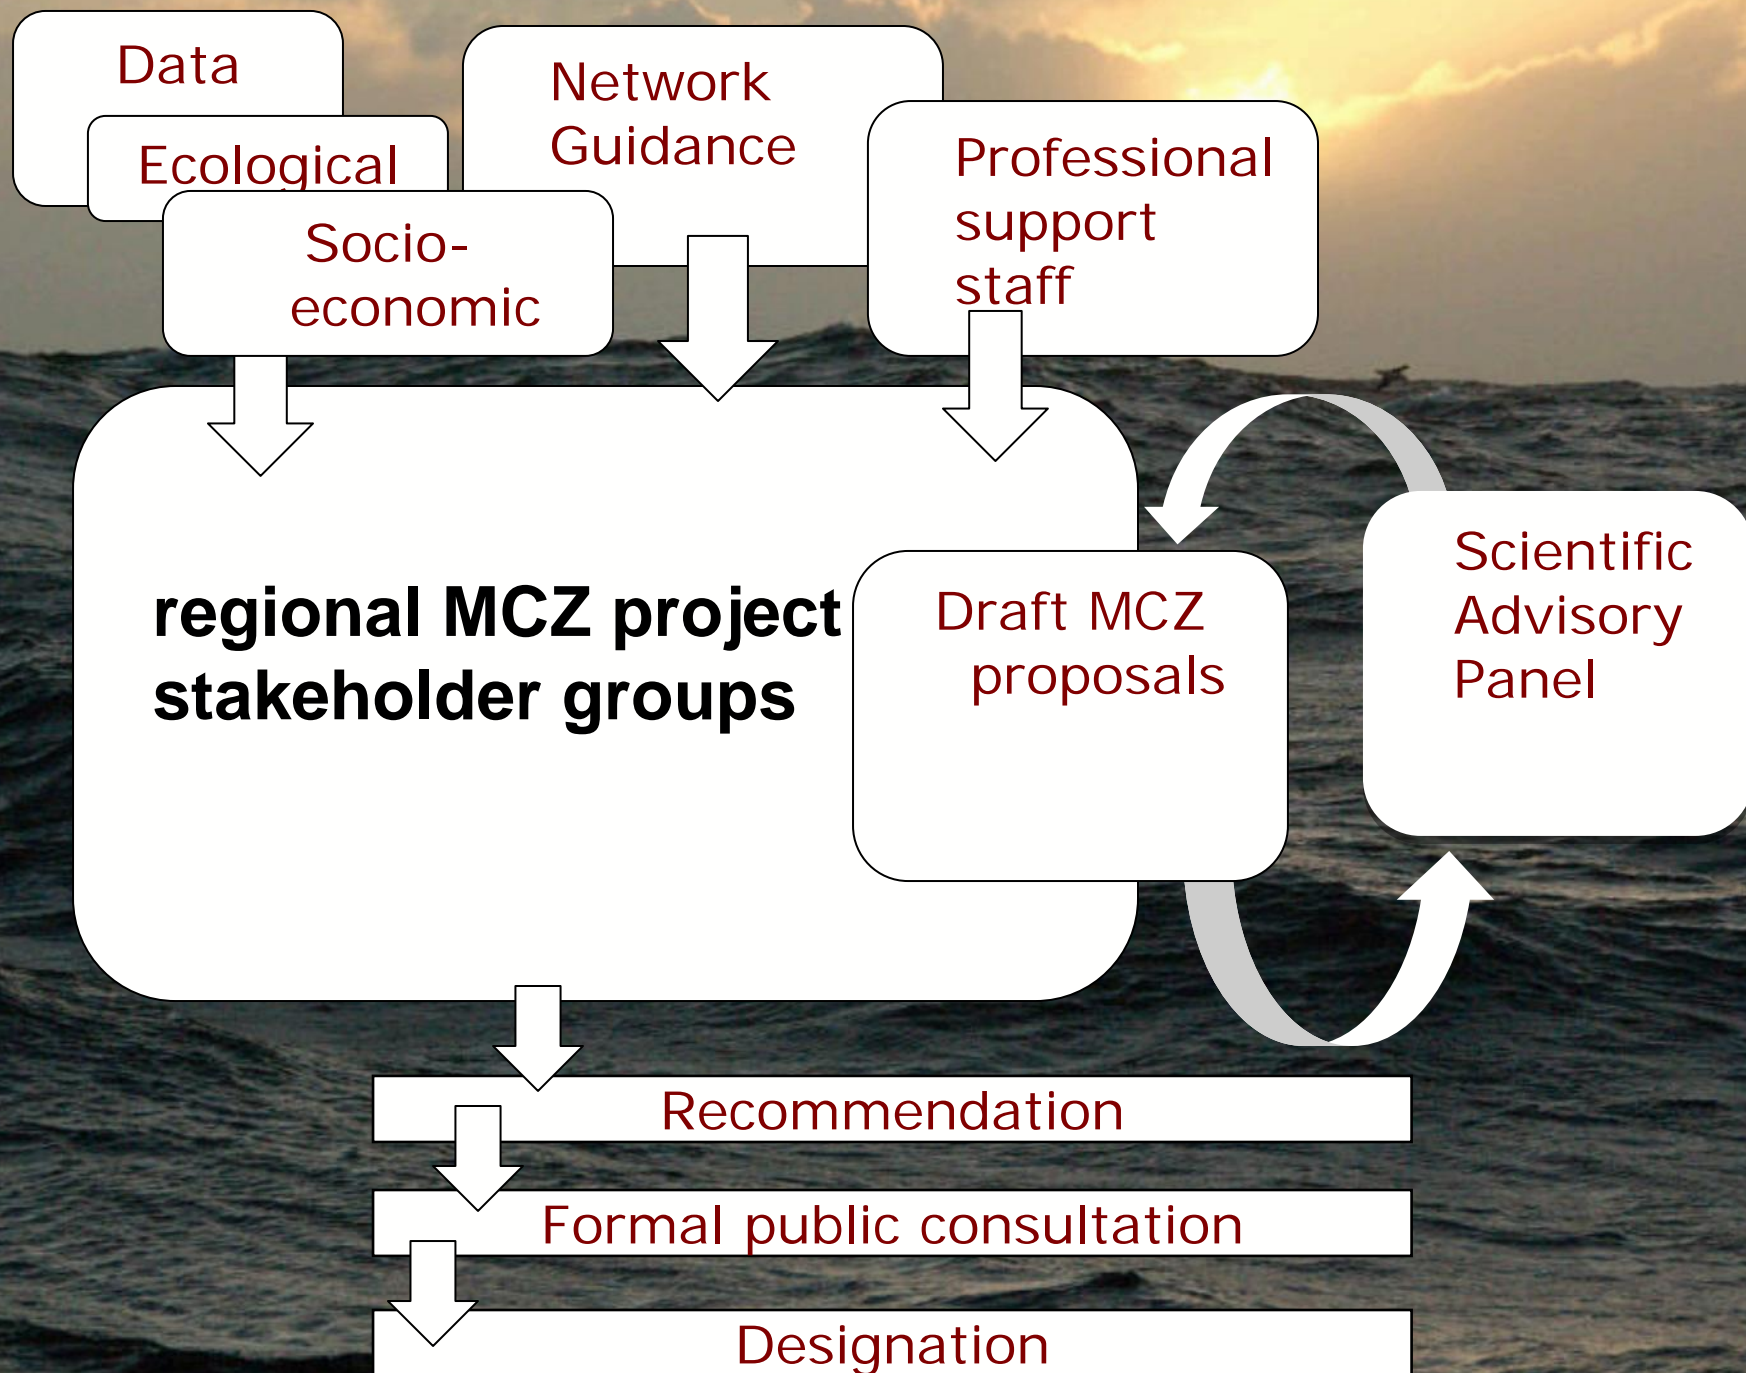 Data
Ecological
Socio-
economic
Network
Guidance
Professional
support
staff
regional MCZ project
stakeholder groups
Draft MCZ
proposals
Scientific
Advisory
Panel
Recommendation
Formal public consultation
Designation